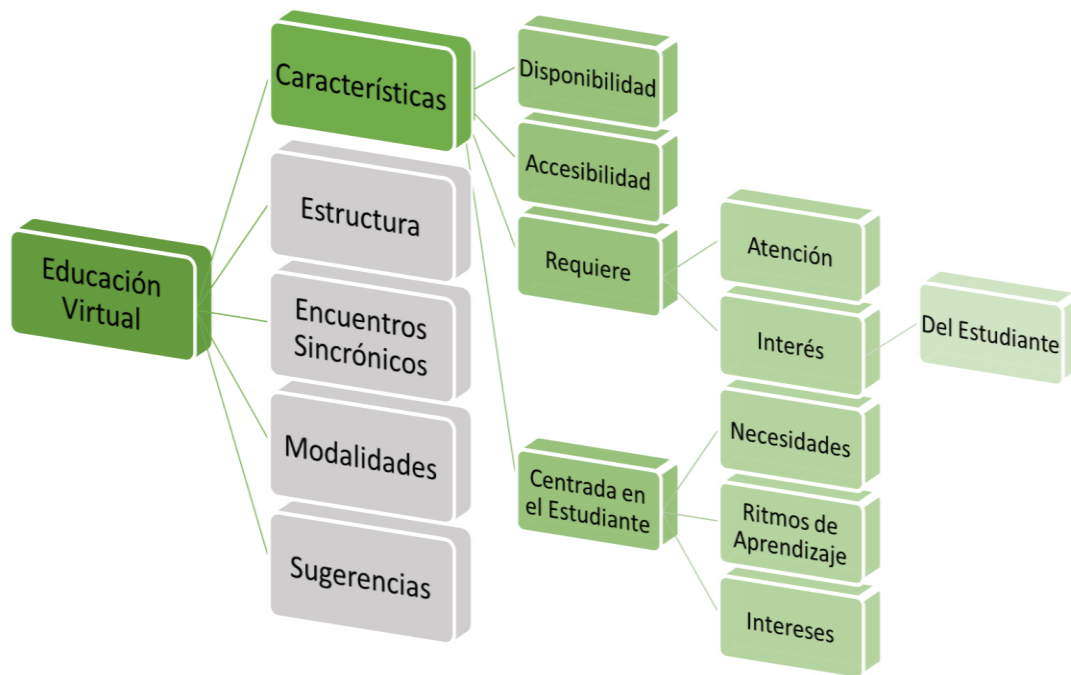 Educación
Virtual
Características
Estructura
Encuentros
Sincrónicos
Modalidades
Sugerencias
Disponibilidad
Accesibilidad
Requiere
Centrada en
el Estudiante
Atención
Interés
Necesidades
Ritmos de
Aprendizaje
Intereses
Del Estudiante